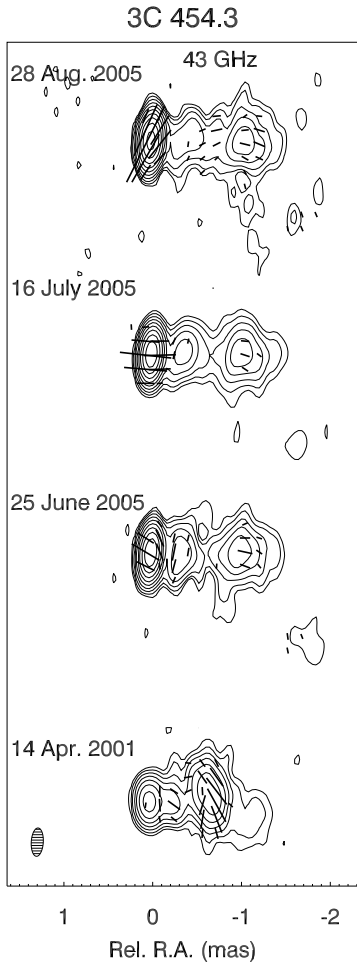 3C 454.3
43 GHz
28 Aug. 2005
16 July 2005
25 June 2005
14 Apr. 2001
1 0 -1 -2
Rel. R.A. (mas)